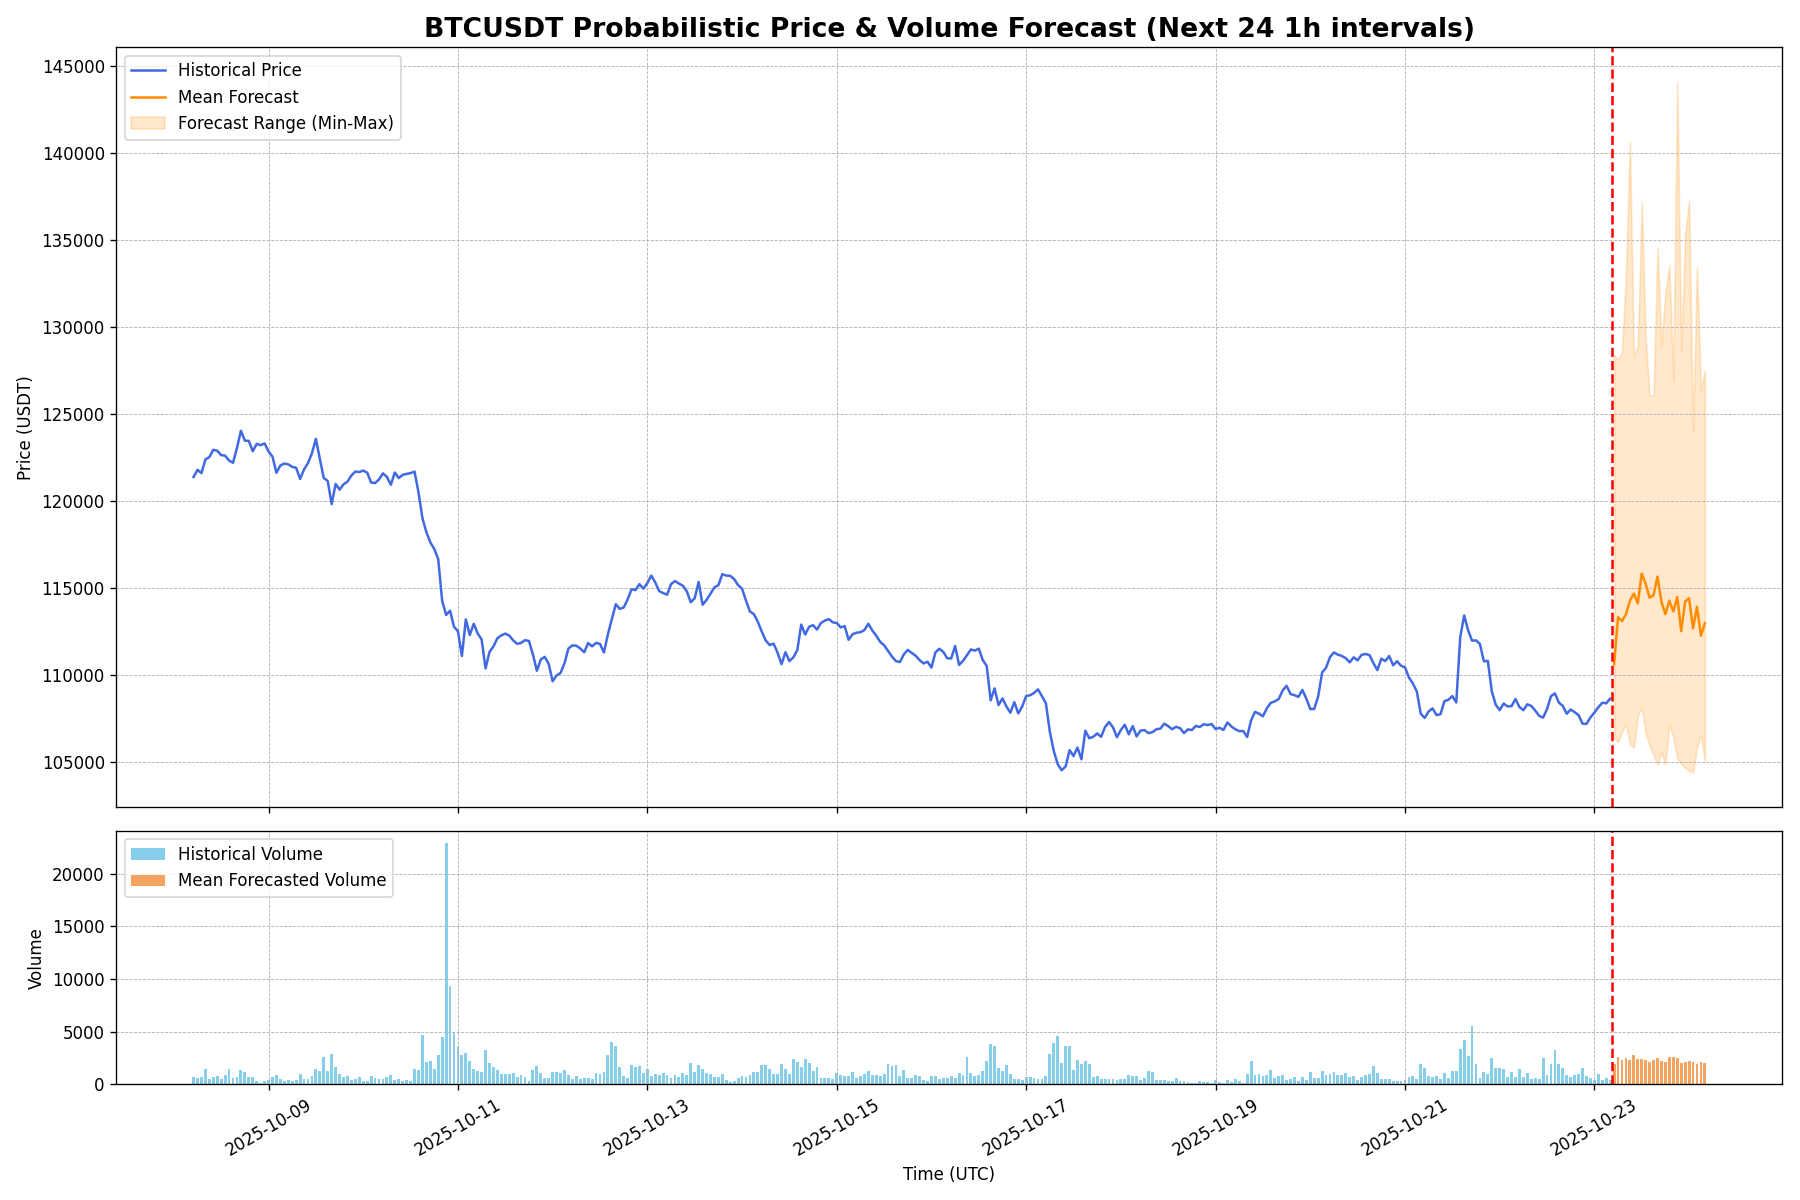 BTCUSDT Probabilistic Price & Volume Forecast (Next 24 1h intervals)
Historical Price
Mean Forecast
Forecast Range (Min-Max)
145000
140000
135000
130000
125000
120000
115000
110000
105000
Price (USDT)
Historical Volume
Mean Forecasted Volume
20000
15000
10000
5000
0
Volume
2025-10-09
2025-10-11
2025-10-13
2025-10-15
2025-10-17
2025-10-19
2025-10-21
2025-10-23
Time (UTC)